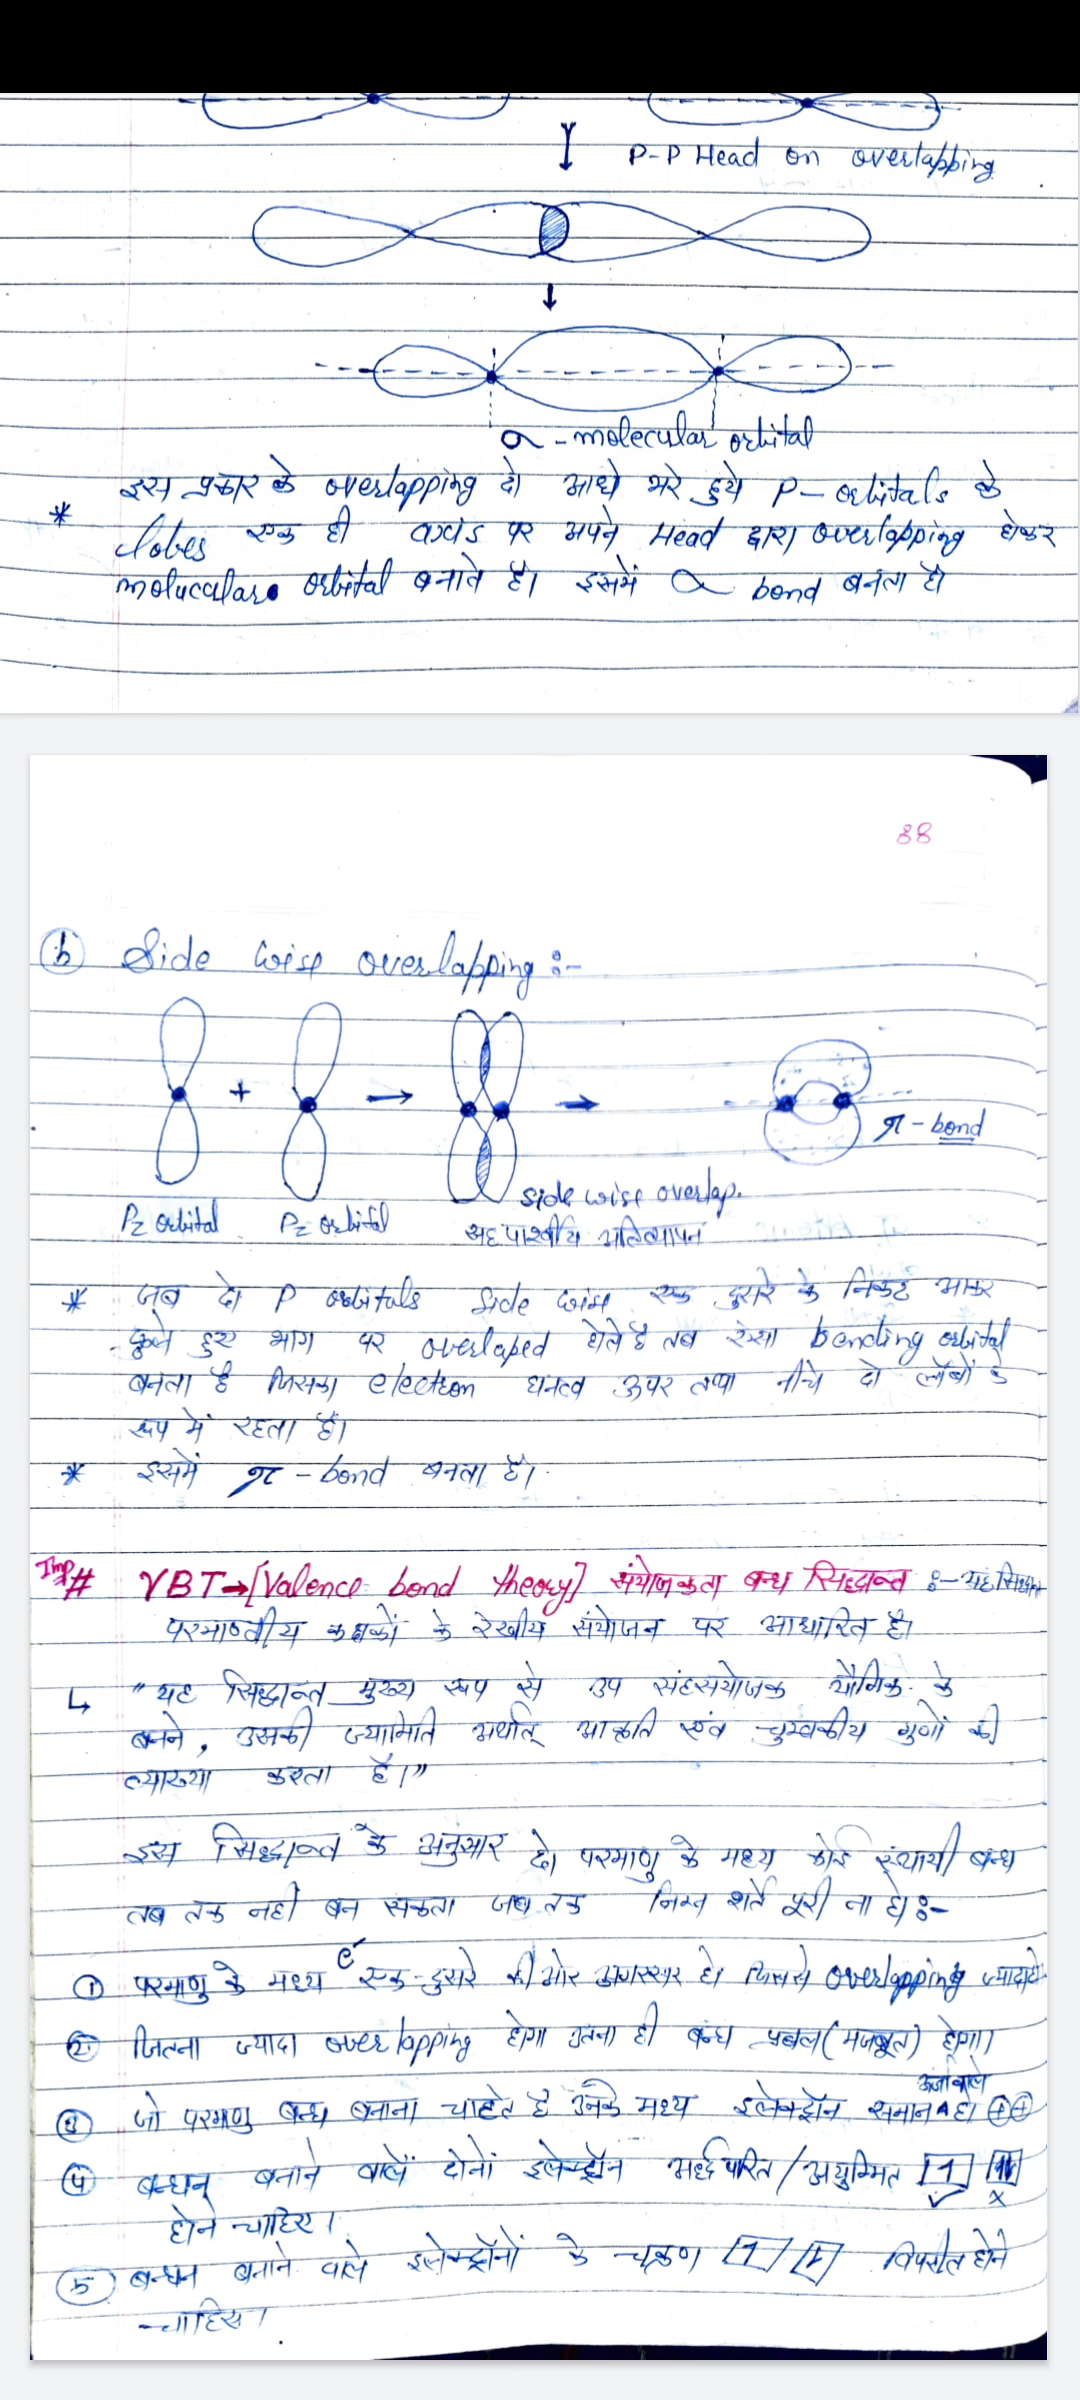 P-P Head on overlapping
σ - molecular orbital
इस प्रकार के overlapping दो आधे भरे हुये P- orbitals के
* lobes एक ही axis पर अपने Head द्वारा overlapping होकर
molucalar orbital बनाते है। इसमें σ bond बनता है
88
(b) Side wise overlapping :-
+
π - bond
side wise overlap.
Pz orbital Pz orbital सह पार्श्वीय अतिव्यापन
* जब दो P orbitals side wise एक दुसरे के निकट आकर
हुए भाग पर overlaped होते है तब ऐसा bonding orbital
बनता है जिसका electron घनत्व ऊपर तथा नीचे दो लॉबों के
रूप में रहता है।
* इसमें π - bond बनता है।
Imp # VBT→[Valence bond theory] संयोजकता बन्ध सिद्धान्त :- यह सिद्धान्त
परमाण्वीय कक्षकों के रेखीय संयोजन पर आधारित है।
↳ "यह सिद्धान्त मुख्य रूप से उप यौगिक के
बनने, उसकी ज्यामिति अर्थात् आकृति एंव चुम्बकीय गुणों की
व्याख्या करता है।"
इस सिद्धान्त के अनुसार दो परमाणु के मध्य कोई स्थायी बन्ध
तब तक नही बन सकता जब तक निम्न शर्ते पूरी ना हो :-
① परमाणु के मध्य e⁻ एक-दुसरे की ओर हो जिससे overlapping
② जितना ज्यादा overlapping होगा उतना ही बन्ध प्रबल (मजबूत) होगा।
ऊर्जा वाले
③ जो परमाणु बन्ध बनाना चाहते है उनके मध्य इलेक्ट्रॉन समान ^ हो
④ बन्धन बनाने वाले दोनों इलेक्ट्रॉन अर्द्धपूरित / अयुग्मित [1]
✓ x
होने चाहिए।
⑤ बन्धन बनाने वाले इलेक्ट्रॉनों के चक्रण विपरीत होने
चाहिए।